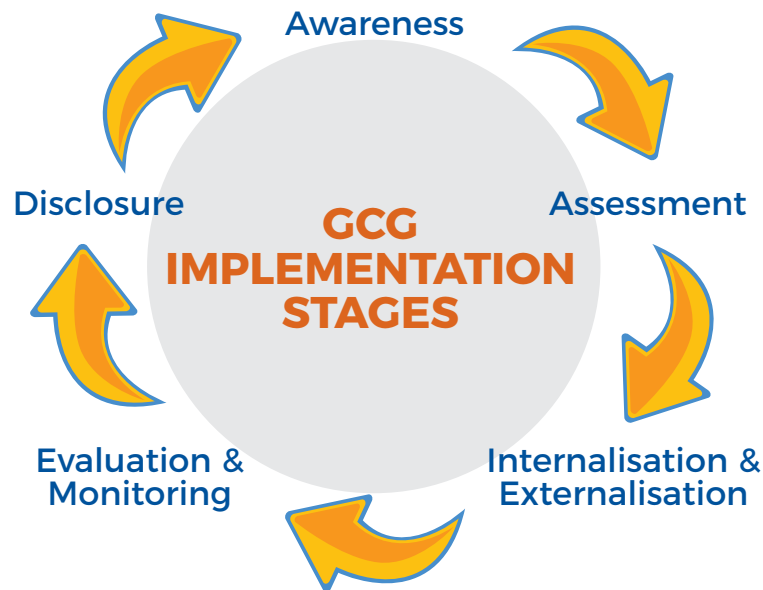 Awareness
Disclosure
Assessment
GCG
IMPLEMENTATION
STAGES
Evaluation &
Monitoring
Internalisation &
Externalisation